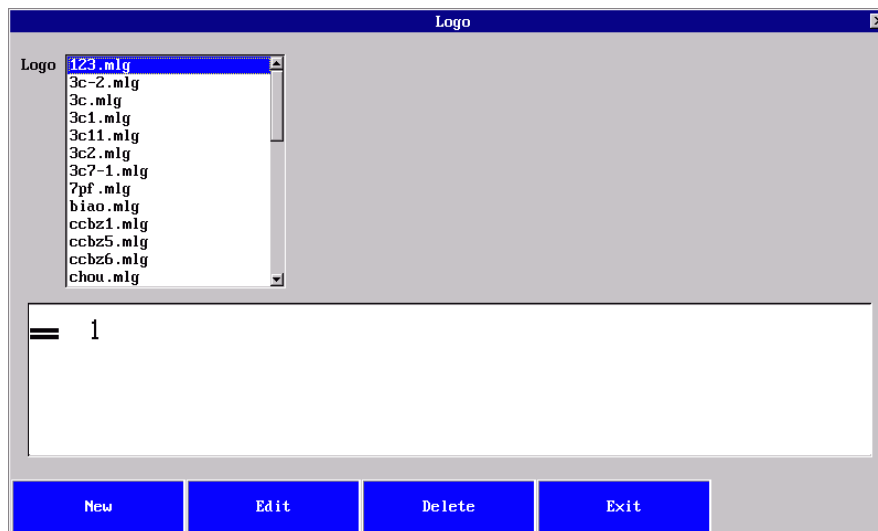 Logo
Logo
123.mlg
3c-2.mlg
3c.mlg
3c1.mlg
3c11.mlg
3c2.mlg
3c7-1.mlg
7pf.mlg
biao.mlg
ccbz1.mlg
ccbz5.mlg
ccbz6.mlg
chou.mlg
1
New
Edit
Delete
Exit